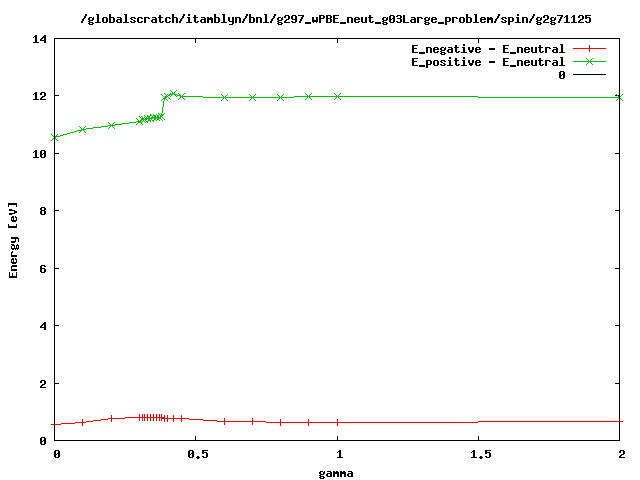 /globalscratch/itamblyn/bnl/g297_wPBE_neut_g03Large_problem/spin/g2g71125
E_negative - E_neutral
E_positive - E_neutral
0
14
12
10
8
6
4
2
0
Energy [eV]
0 0.5 1 1.5 2
gamma